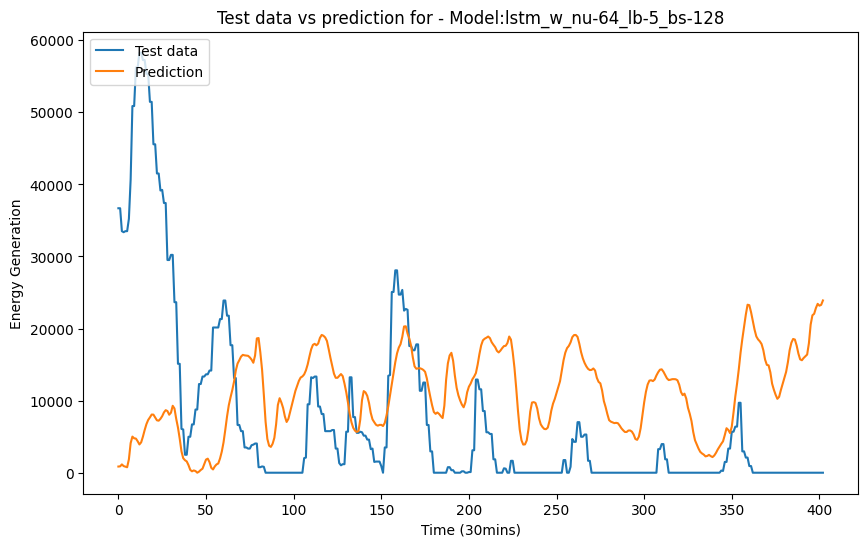 Test data vs prediction for - Model:lstm_w_nu-64_lb-5_bs-128
Test data
Prediction
60000
50000
40000
30000
20000
10000
0
Energy Generation
0 50 100 150 200 250 300 350 400
Time (30mins)